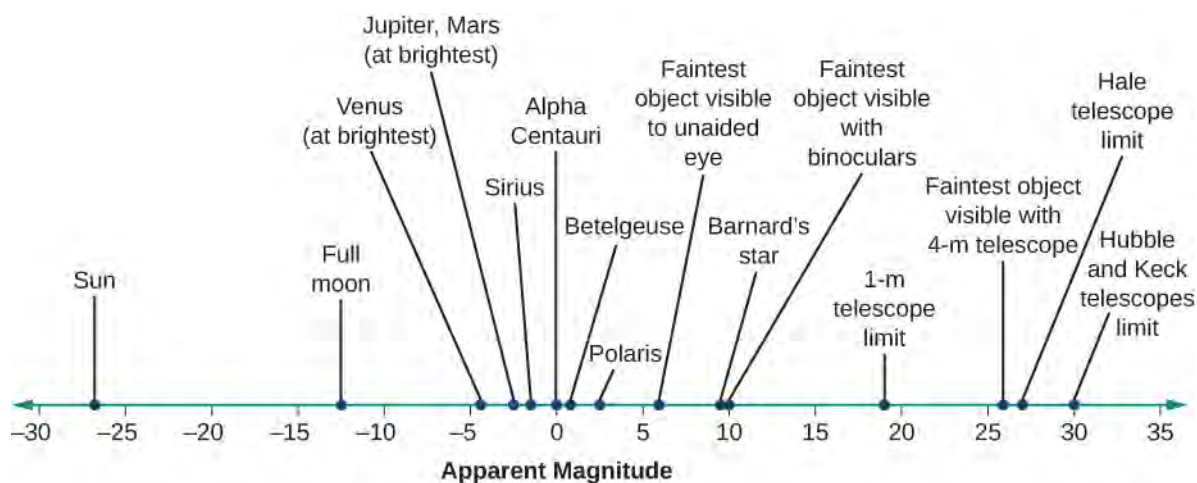 Jupiter, Mars
(at brightest)
Venus
(at brightest)
Alpha
Centauri
Sirius
Faintest
object visible
to unaided
eye
Faintest
object visible
with
binoculars
Hale
telescope
limit
Betelgeuse
Barnard's
star
Faintest object
visible with
4-m telescope
Hubble
and Keck
telescopes
limit
Sun
Full
moon
1-m
telescope
limit
Polaris
–30 –25 –20 –15 –10 –5 0 5 10 15 20 25 30 35
Apparent Magnitude